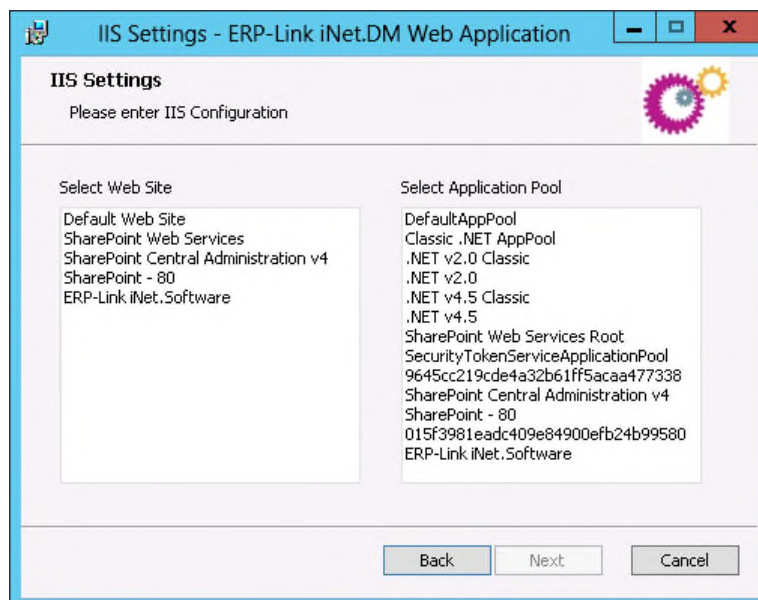 IIS Settings - ERP-Link iNet.DM Web Application
IIS Settings
Please enter IIS Configuration
Select Web Site
Default Web Site
SharePoint Web Services
SharePoint Central Administration v4
SharePoint - 80
ERP-Link iNet.Software
Select Application Pool
DefaultAppPool
Classic .NET AppPool
.NET v2.0 Classic
.NET v2.0
.NET v4.5 Classic
.NET v4.5
SharePoint Web Services Root
SecurityTokenServiceApplicationPool
9645cc219cde4a32b61ff5acaa477338
SharePoint Central Administration v4
SharePoint - 80
015f3981eadc409e84900efb24b99580
ERP-Link iNet.Software
Back
Next
Cancel